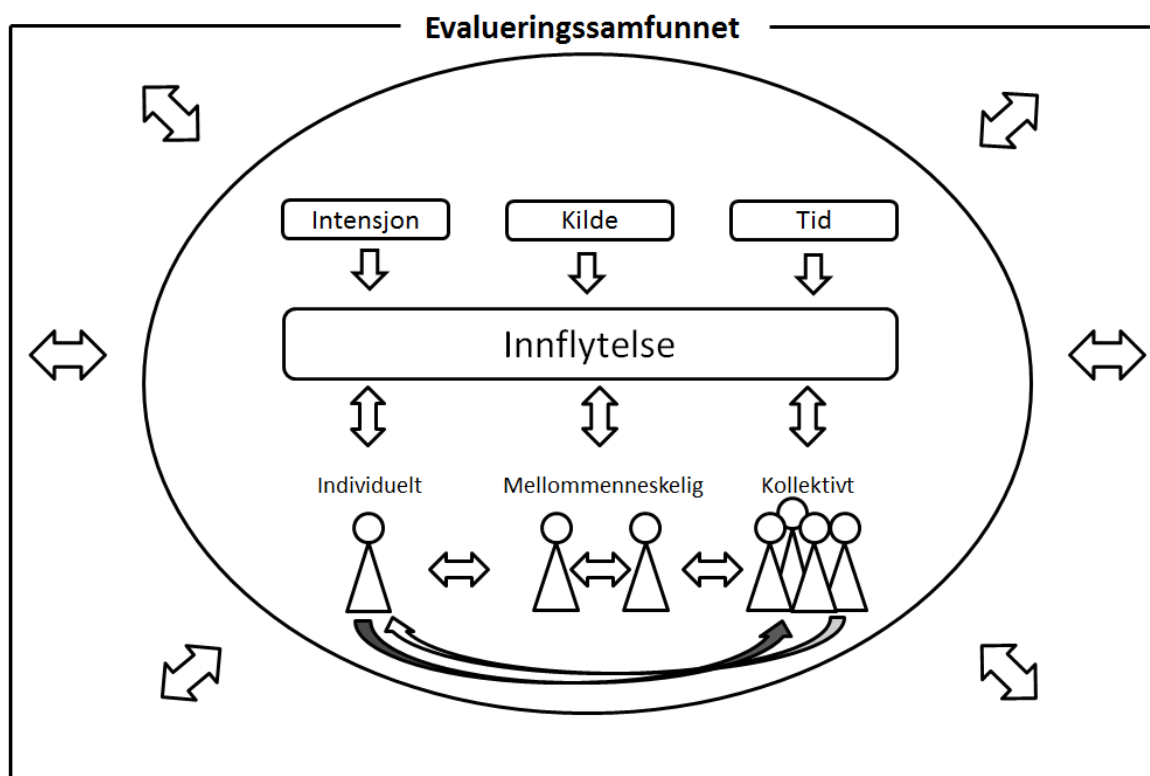 Evalueringssamfunnet
Intensjon
Kilde
Tid
Innflytelse
Individuelt
Mellommenneskelig
Kollektivt